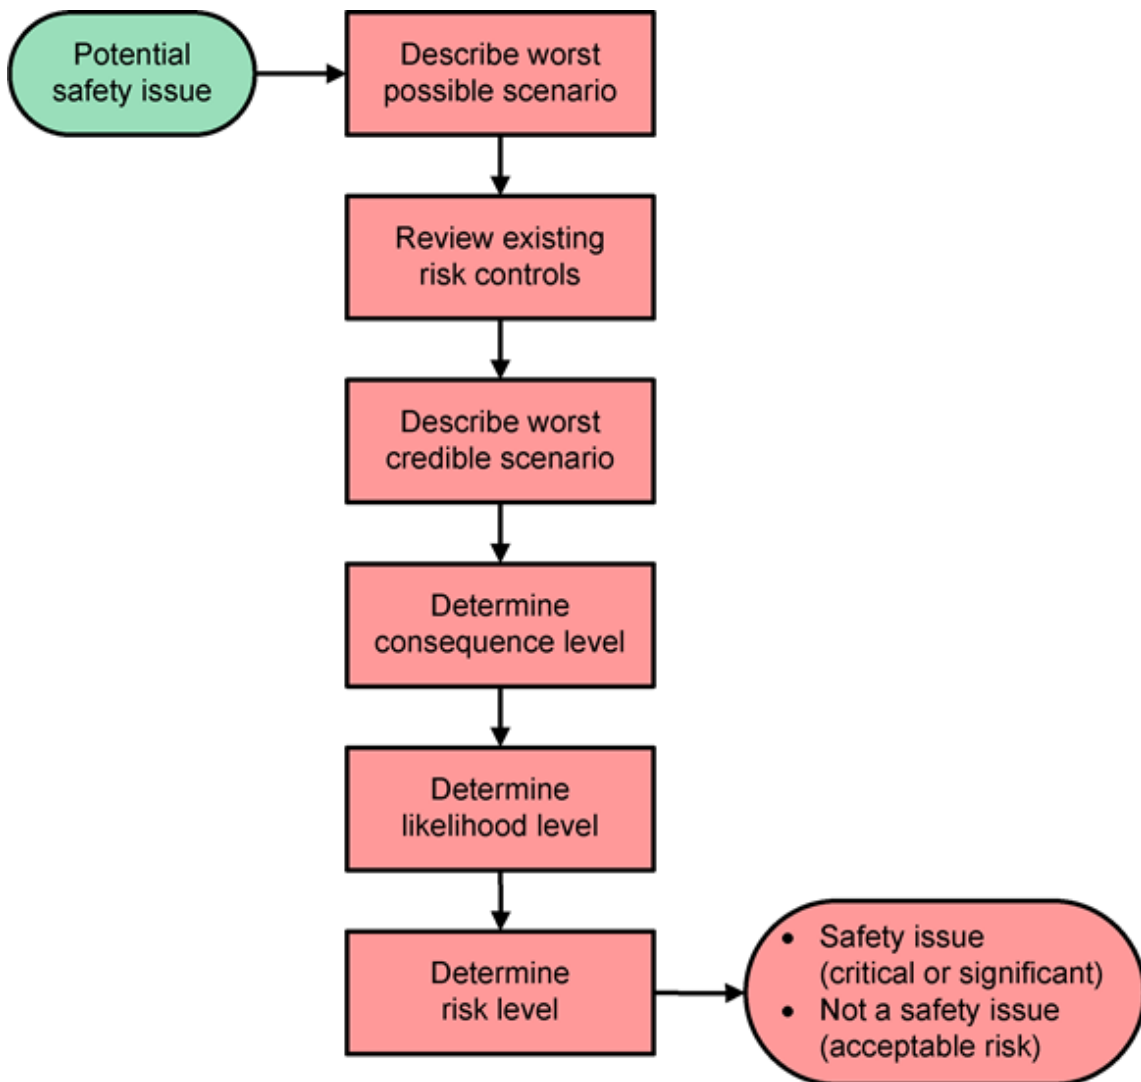 Potential
safety issue
Describe worst
possible scenario
Review existing
risk controls
Describe worst
credible scenario
Determine
consequence level
Determine
likelihood level
Determine
risk level
• Safety issue
(critical or significant)
• Not a safety issue
(acceptable risk)